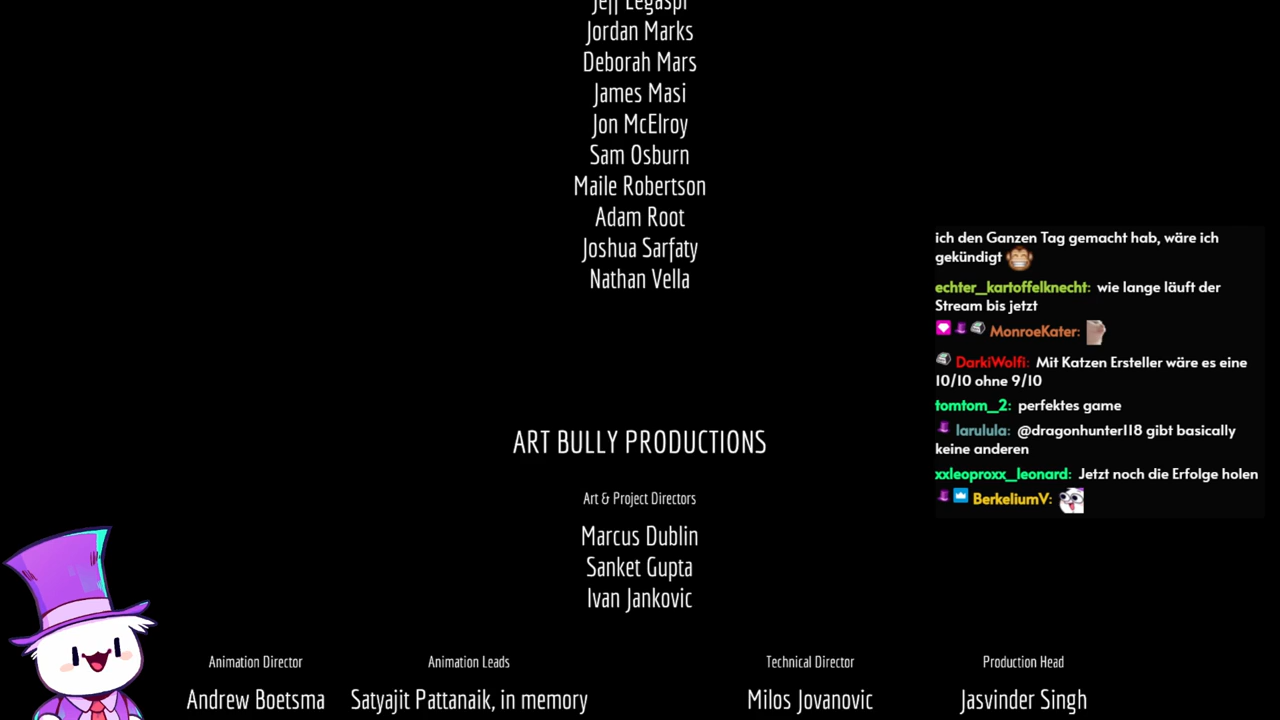 Jeff Legaspi
Jordan Marks
Deborah Mars
James Masi
Jon McElroy
Sam Osburn
Maile Robertson
Adam Root
Joshua Sarfaty
Nathan Vella
ART BULLY PRODUCTIONS
Art & Project Directors
Marcus Dublin
Sanket Gupta
Ivan Jankovic
Animation Director
Andrew Boetsma
Animation Leads
Satyajit Pattanaik, in memory
Technical Director
Milos Jovanovic
Production Head
Jasvinder Singh
ich den Ganzen Tag gemacht hab, wäre ich
gekündigt
echter_kartoffelknecht: wie lange läuft der
Stream bis jetzt
MonroeKater:
DarkiWolfi: Mit Katzen Ersteller wäre es eine
10/10 ohne 9/10
tomtom_2: perfektes game
larulula: @dragonhunter118 gibt basically
keine anderen
xxleoproxx_leonard: Jetzt noch die Erfolge holen
BerkeliumV: